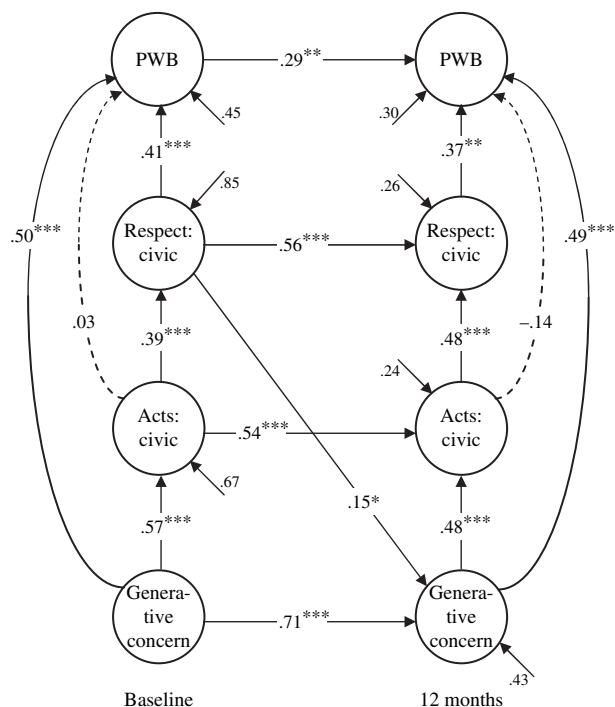 PWB
.29**
PWB
.45
.30
.41***
.37**
.85
.26
.50***
Respect:
civic
.56***
Respect:
civic
.49***
.03
.39***
.48***
–.14
.24
Acts:
civic
.54***
Acts:
civic
.67
.15*
.57***
.48***
Genera-
tive
concern
.71***
Genera-
tive
concern
.43
Baseline
12 months